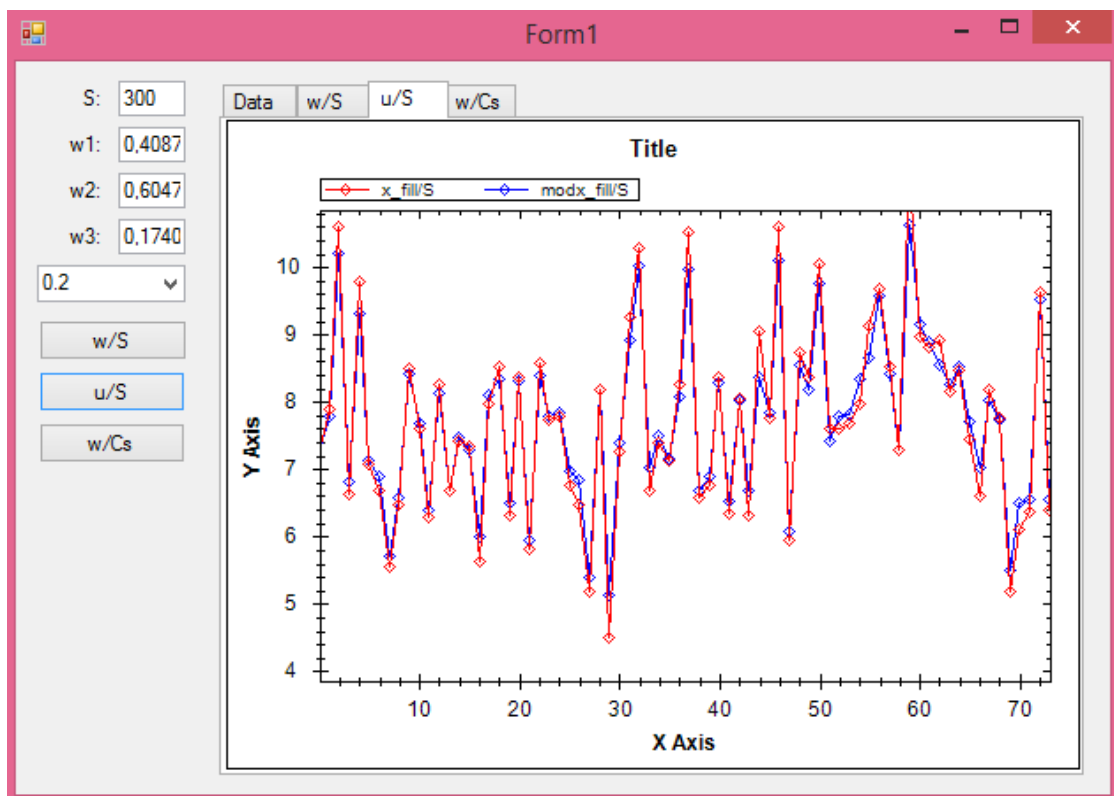 Form1
S: 300
w1: 0,4087
w2: 0,6047
w3: 0,1740
0.2
w/S
u/S
w/Cs
Data w/S u/S w/Cs
Title
x_fill/S modx_fill/S
Y Axis
10
9
8
7
6
5
4
10 20 30 40 50 60 70
X Axis